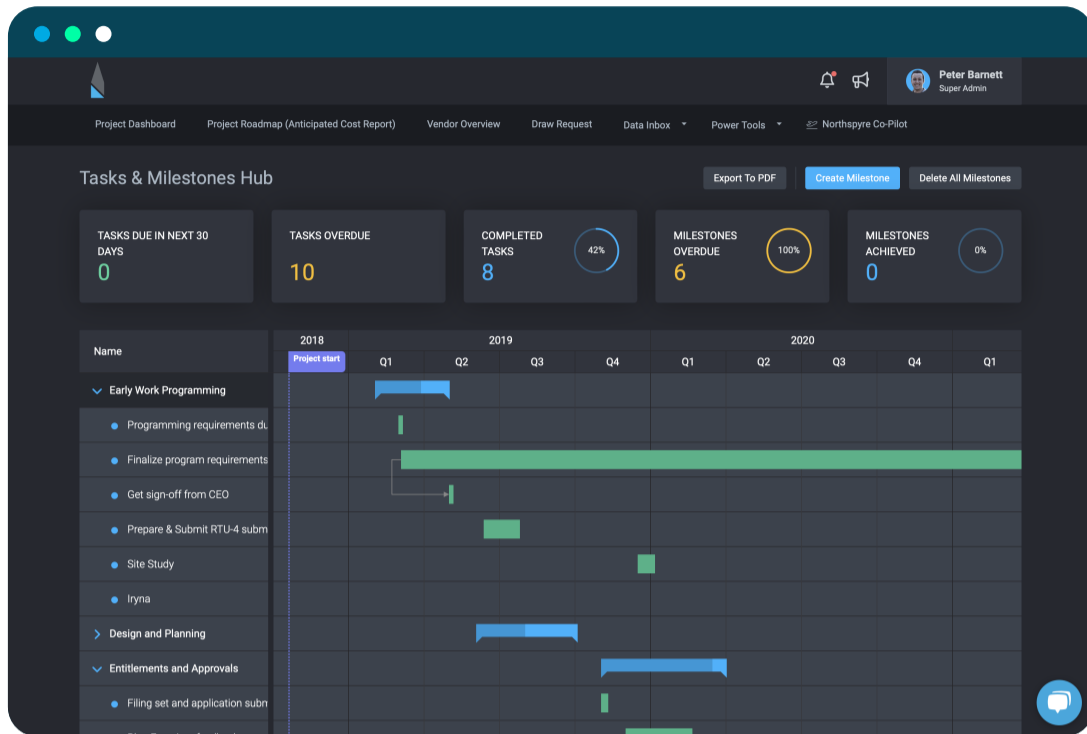 Peter Barnett
Super Admin
Project Dashboard
Project Roadmap (Anticipated Cost Report)
Vendor Overview
Draw Request
Data Inbox
Power Tools
Northspyre Co-Pilot
Tasks & Milestones Hub
Export To PDF
Create Milestone
Delete All Milestones
TASKS DUE IN NEXT 30
DAYS
0
TASKS OVERDUE
10
COMPLETED
TASKS
8
42%
MILESTONES
OVERDUE
6
100%
MILESTONES
ACHIEVED
0
0%
Name
2018
2019
2020
Project start
Q1
Q2
Q3
Q4
Q1
Q2
Q3
Q4
Q1
Early Work Programming
Programming requirements du
Finalize program requirements
Get sign-off from CEO
Prepare & Submit RTU-4 subm
Site Study
Iryna
Design and Planning
Entitlements and Approvals
Filing set and application subm